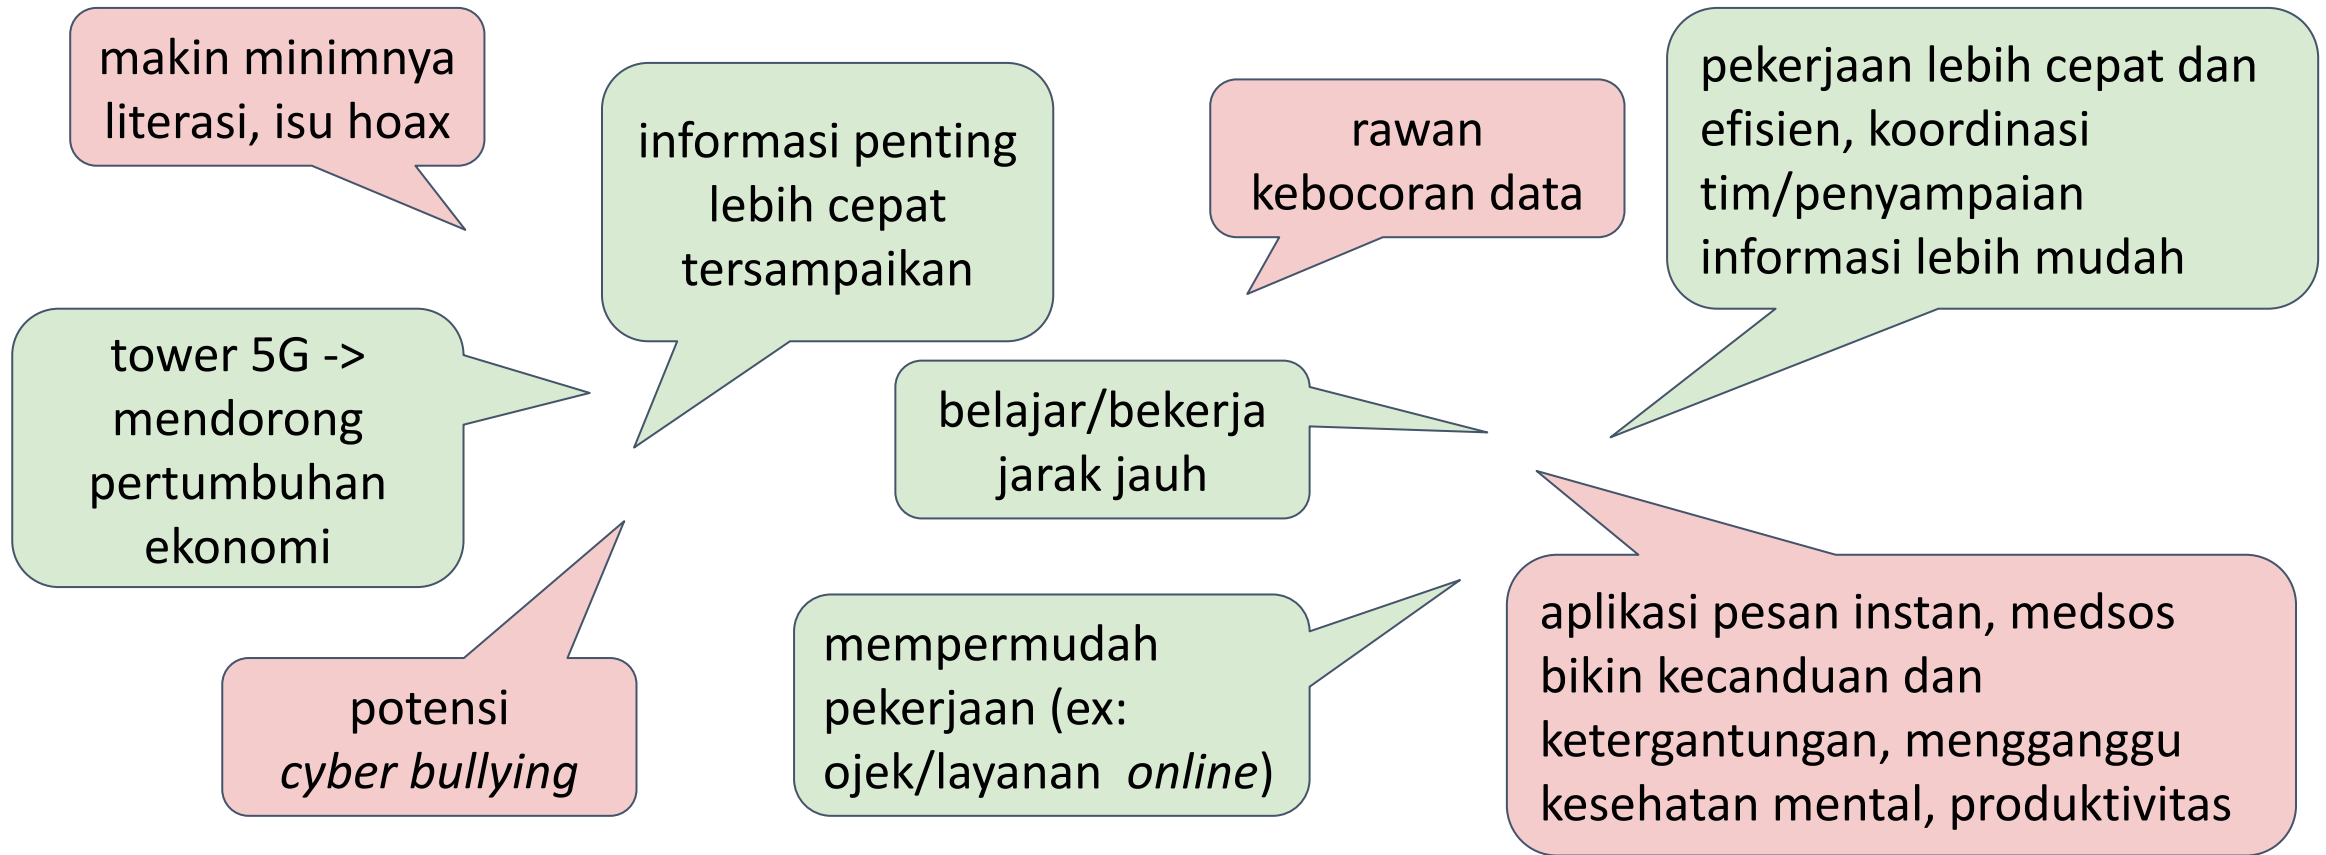 makin minimnya
literasi, isu hoax
informasi penting
lebih cepat
tersampaikan
rawan
kebocoran data
pekerjaan lebih cepat dan
efisien, koordinasi
tim/penyampaian
informasi lebih mudah
tower 5G ->
mendorong
pertumbuhan
ekonomi
belajar/bekerja
jarak jauh
potensi
cyber bullying
mempermudah
pekerjaan (ex:
ojek/layanan online)
aplikasi pesan instan, medsos
bikin kecanduan dan
ketergantungan, mengganggu
kesehatan mental, produktivitas